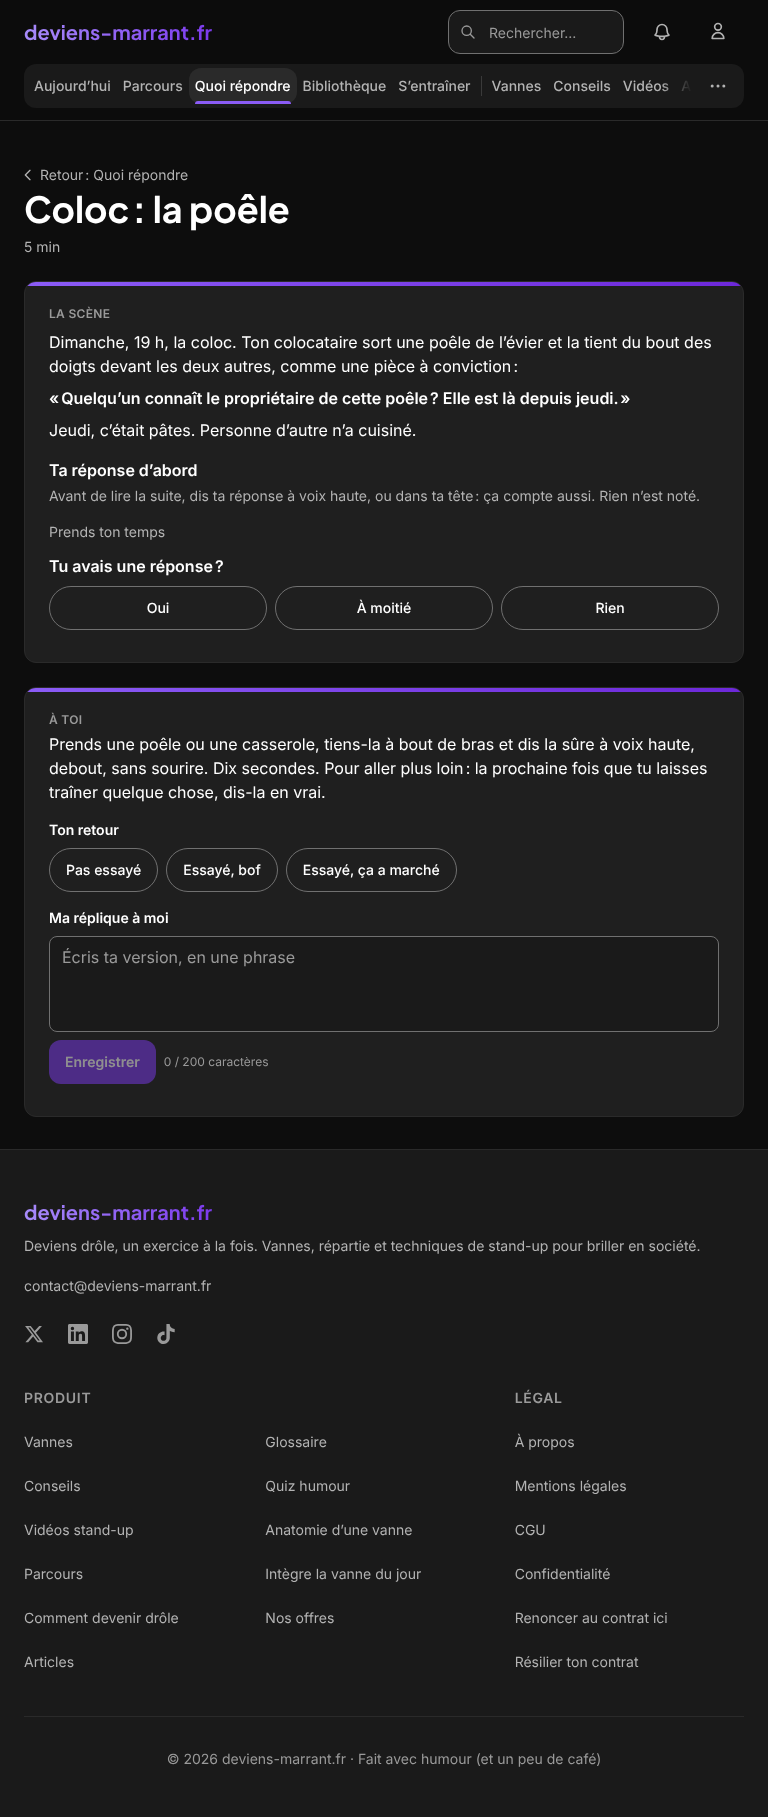 deviens-marrant.fr
Rechercher...
Aujourd’hui Parcours Quoi répondre Bibliothèque S’entraîner Vannes Conseils Vidéos
Retour : Quoi répondre
Coloc : la poêle
5 min
LA SCÈNE
Dimanche, 19 h, la coloc. Ton colocataire sort une poêle de l’évier et la tient du bout des
doigts devant les deux autres, comme une pièce à conviction :
« Quelqu’un connaît le propriétaire de cette poêle ? Elle est là depuis jeudi. »
Jeudi, c’était pâtes. Personne d’autre n’a cuisiné.
Ta réponse d’abord
Avant de lire la suite, dis ta réponse à voix haute, ou dans ta tête : ça compte aussi. Rien n’est noté.
Prends ton temps
Tu avais une réponse ?
Oui À moitié Rien
À TOI
Prends une poêle ou une casserole, tiens-la à bout de bras et dis la sûre à voix haute,
debout, sans sourire. Dix secondes. Pour aller plus loin : la prochaine fois que tu laisses
traîner quelque chose, dis-la en vrai.
Ton retour
Pas essayé Essayé, bof Essayé, ça a marché
Ma réplique à moi
Écris ta version, en une phrase
Enregistrer 0 / 200 caractères
deviens-marrant.fr
Deviens drôle, un exercice à la fois. Vannes, répartie et techniques de stand-up pour briller en société.
contact@deviens-marrant.fr
PRODUIT LÉGAL
Vannes Glossaire À propos
Conseils Quiz humour Mentions légales
Vidéos stand-up Anatomie d’une vanne CGU
Parcours Intègre la vanne du jour Confidentialité
Comment devenir drôle Nos offres Renoncer au contrat ici
Articles Résilier ton contrat
© 2026 deviens-marrant.fr · Fait avec humour (et un peu de café)